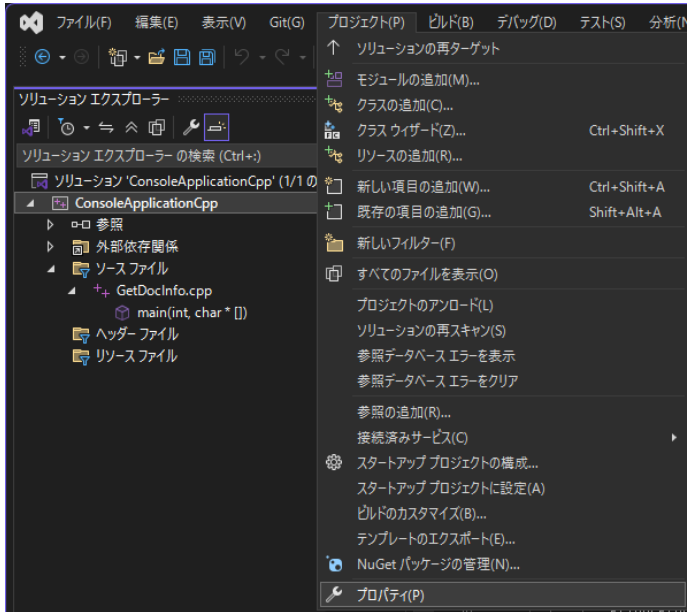 ファイル(F) 編集(E) 表示(V) Git(G) プロジェクト(P) ビルド(B) デバッグ(D) テスト(S) 分析(N
ソリューションの再ターゲット
モジュールの追加(M)...
クラスの追加(C)...
クラス ウィザード(Z)... Ctrl+Shift+X
リソースの追加(R)...
新しい項目の追加(W)... Ctrl+Shift+A
既存の項目の追加(G)... Shift+Alt+A
新しいフィルター(F)
すべてのファイルを表示(O)
プロジェクトのアンロード(L)
ソリューションの再スキャン(S)
参照データベース エラーを表示
参照データベース エラーをクリア
参照の追加(R)...
接続済みサービス(C)
スタートアップ プロジェクトの構成...
スタートアップ プロジェクトに設定(A)
ビルドのカスタマイズ(B)...
テンプレートのエクスポート(E)...
NuGet パッケージの管理(N)...
プロパティ(P)
ソリューション エクスプローラー
ソリューション エクスプローラー の検索 (Ctrl+:)
ソリューション 'ConsoleApplicationCpp' (1/1 の
ConsoleApplicationCpp
参照
外部依存関係
ソース ファイル
GetDocInfo.cpp
main(int, char * [])
ヘッダー ファイル
リソース ファイル